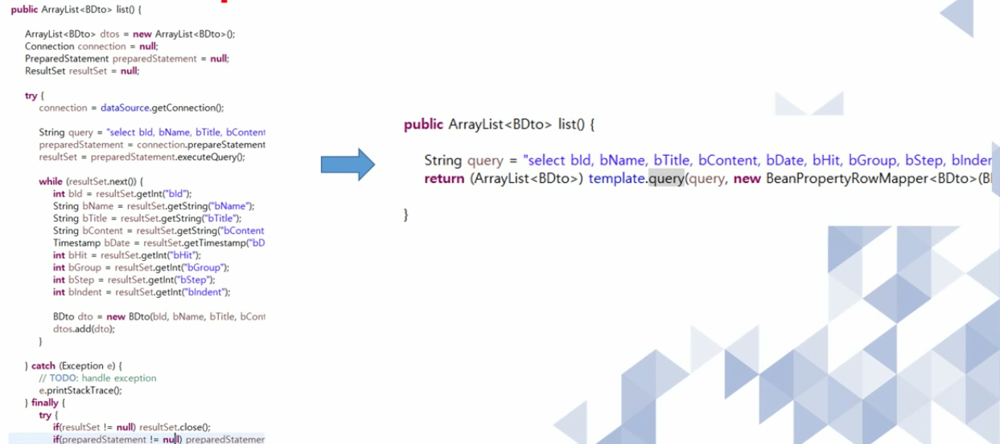 public ArrayList<BDto> list() {
ArrayList<BDto> dtos = new ArrayList<BDto>();
Connection connection = null;
PreparedStatement preparedStatement = null;
ResultSet resultSet = null;
try {
connection = dataSource.getConnection();
String query = "select bId, bName, bTitle, bContent
preparedStatement = connection.prepareStatement
resultSet = preparedStatement.executeQuery();
while (resultSet.next()) {
int bId = resultSet.getInt("bId");
String bName = resultSet.getString("bName");
String bTitle = resultSet.getString("bTitle");
String bContent = resultSet.getString("bContent
Timestamp bDate = resultSet.getTimestamp("bD
int bHit = resultSet.getInt("bHit");
int bGroup = resultSet.getInt("bGroup");
int bStep = resultSet.getInt("bStep");
int bIndent = resultSet.getInt("bIndent");
BDto dto = new BDto(bId, bName, bTitle, bCont
dtos.add(dto);
}
} catch (Exception e) {
// TODO: handle exception
e.printStackTrace();
} finally {
try {
if(resultSet != null) resultSet.close();
if(preparedStatement != null) preparedStatemer
public ArrayList<BDto> list() {
String query = "select bId, bName, bTitle, bContent, bDate, bHit, bGroup, bStep, bInder
return (ArrayList<BDto>) template.query(query, new BeanPropertyRowMapper<BDto>(B
}